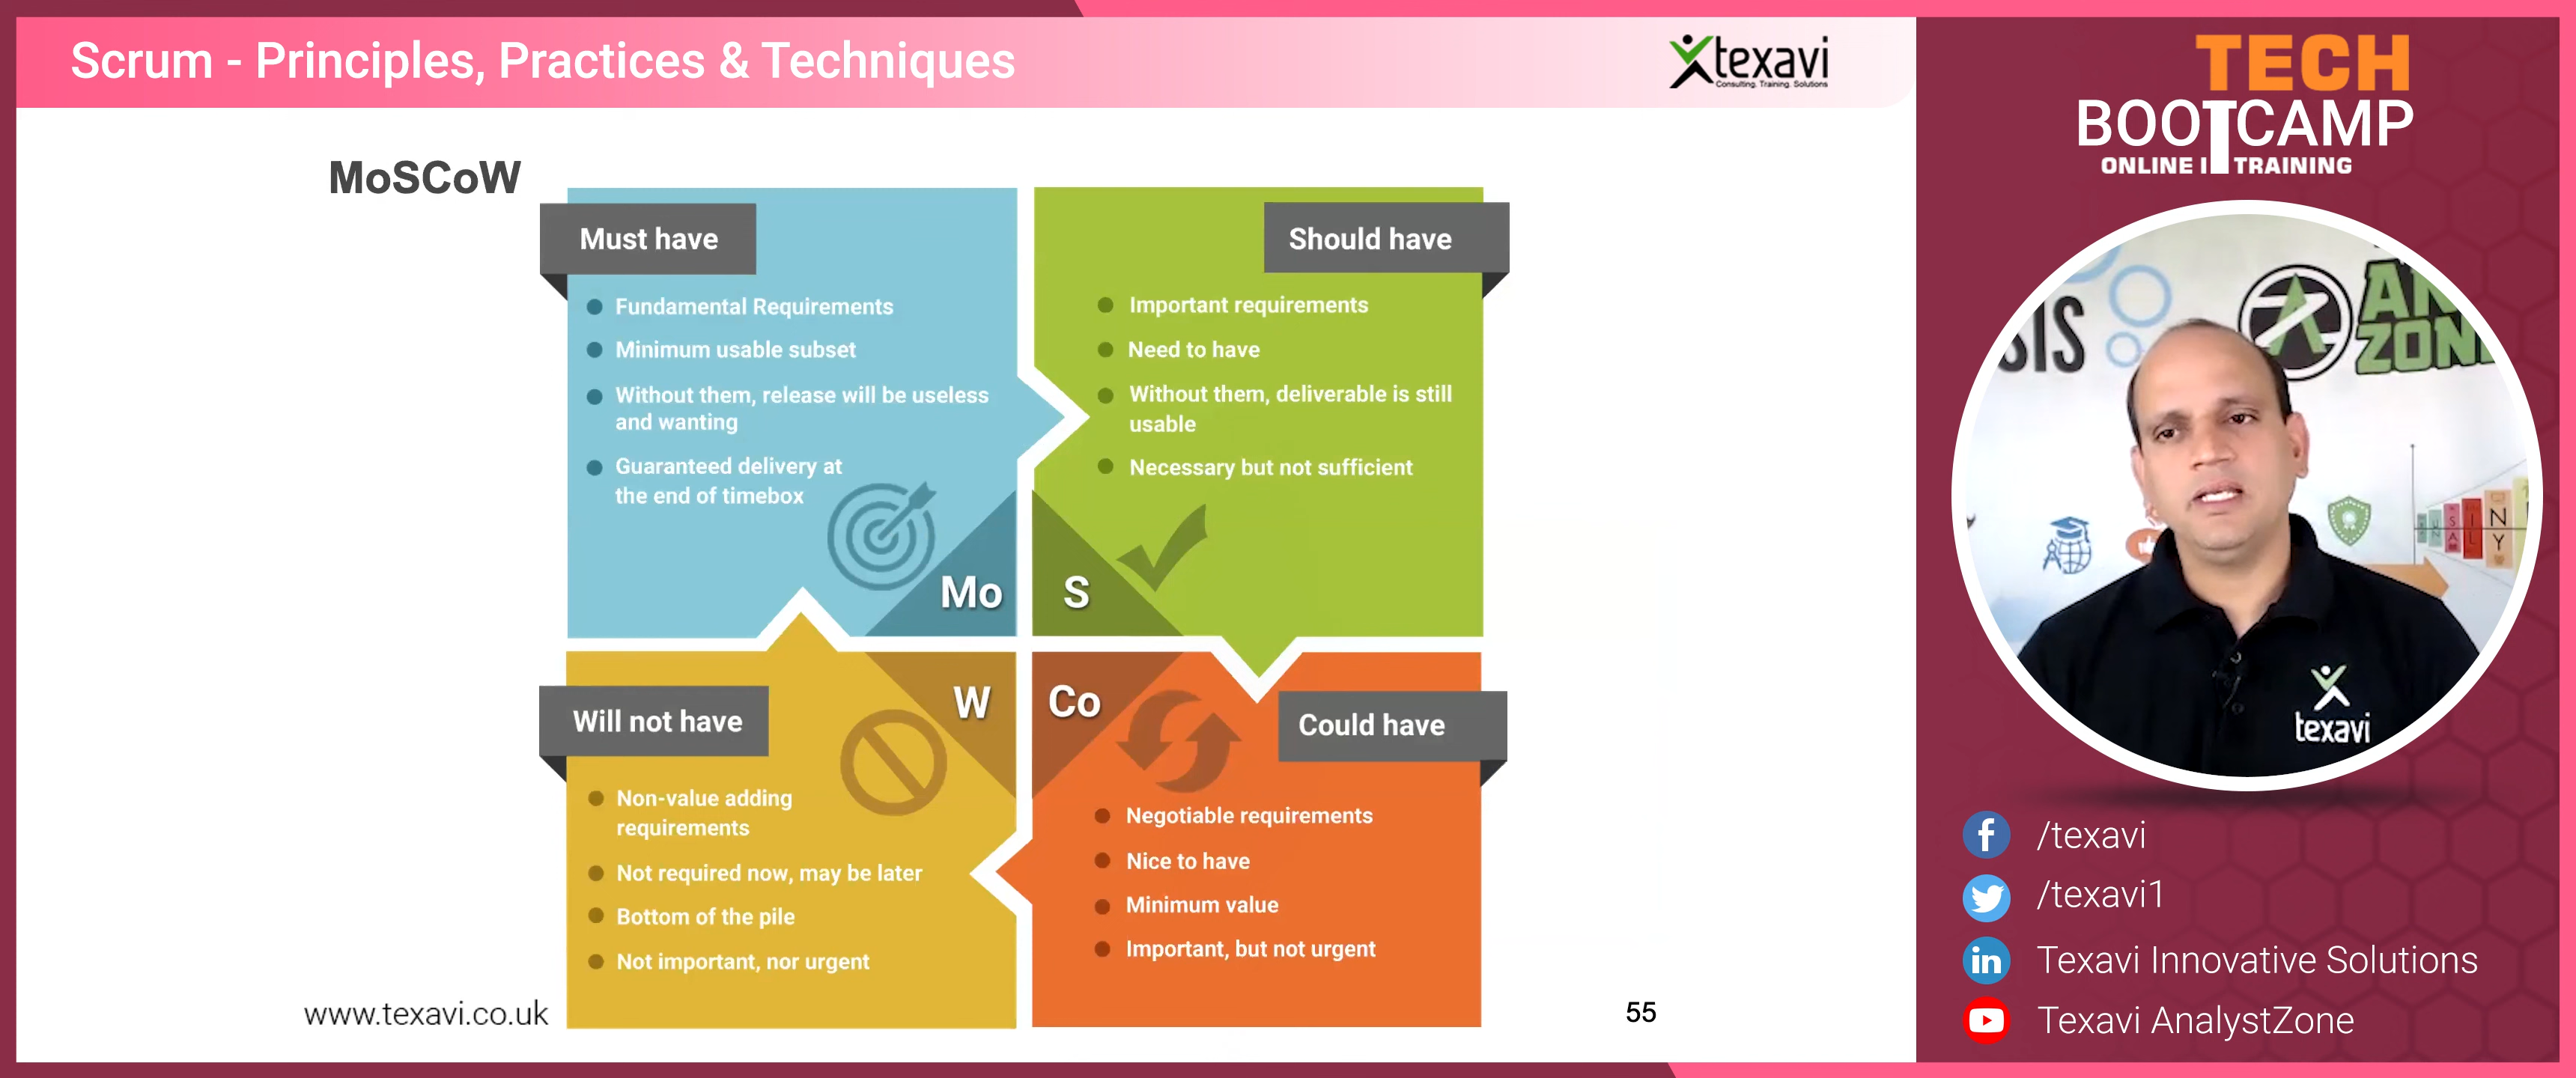 Scrum - Principles, Practices & Techniques
texavi
Consulting. Training. Solutions
MoSCoW
Must have
Fundamental Requirements
Minimum usable subset
Without them, release will be useless
and wanting
Guaranteed delivery at
the end of timebox
Mo
Should have
Important requirements
Need to have
Without them, deliverable is still
usable
Necessary but not sufficient
S
Will not have
W
Non-value adding
requirements
Not required now, may be later
Bottom of the pile
Not important, nor urgent
Co
Could have
Negotiable requirements
Nice to have
Minimum value
Important, but not urgent
www.texavi.co.uk
55
TECH
BOOTCAMP
ONLINE IT TRAINING
SIS
AN
ZON
texavi
/texavi
/texavi1
in
Texavi Innovative Solutions
Texavi AnalystZone